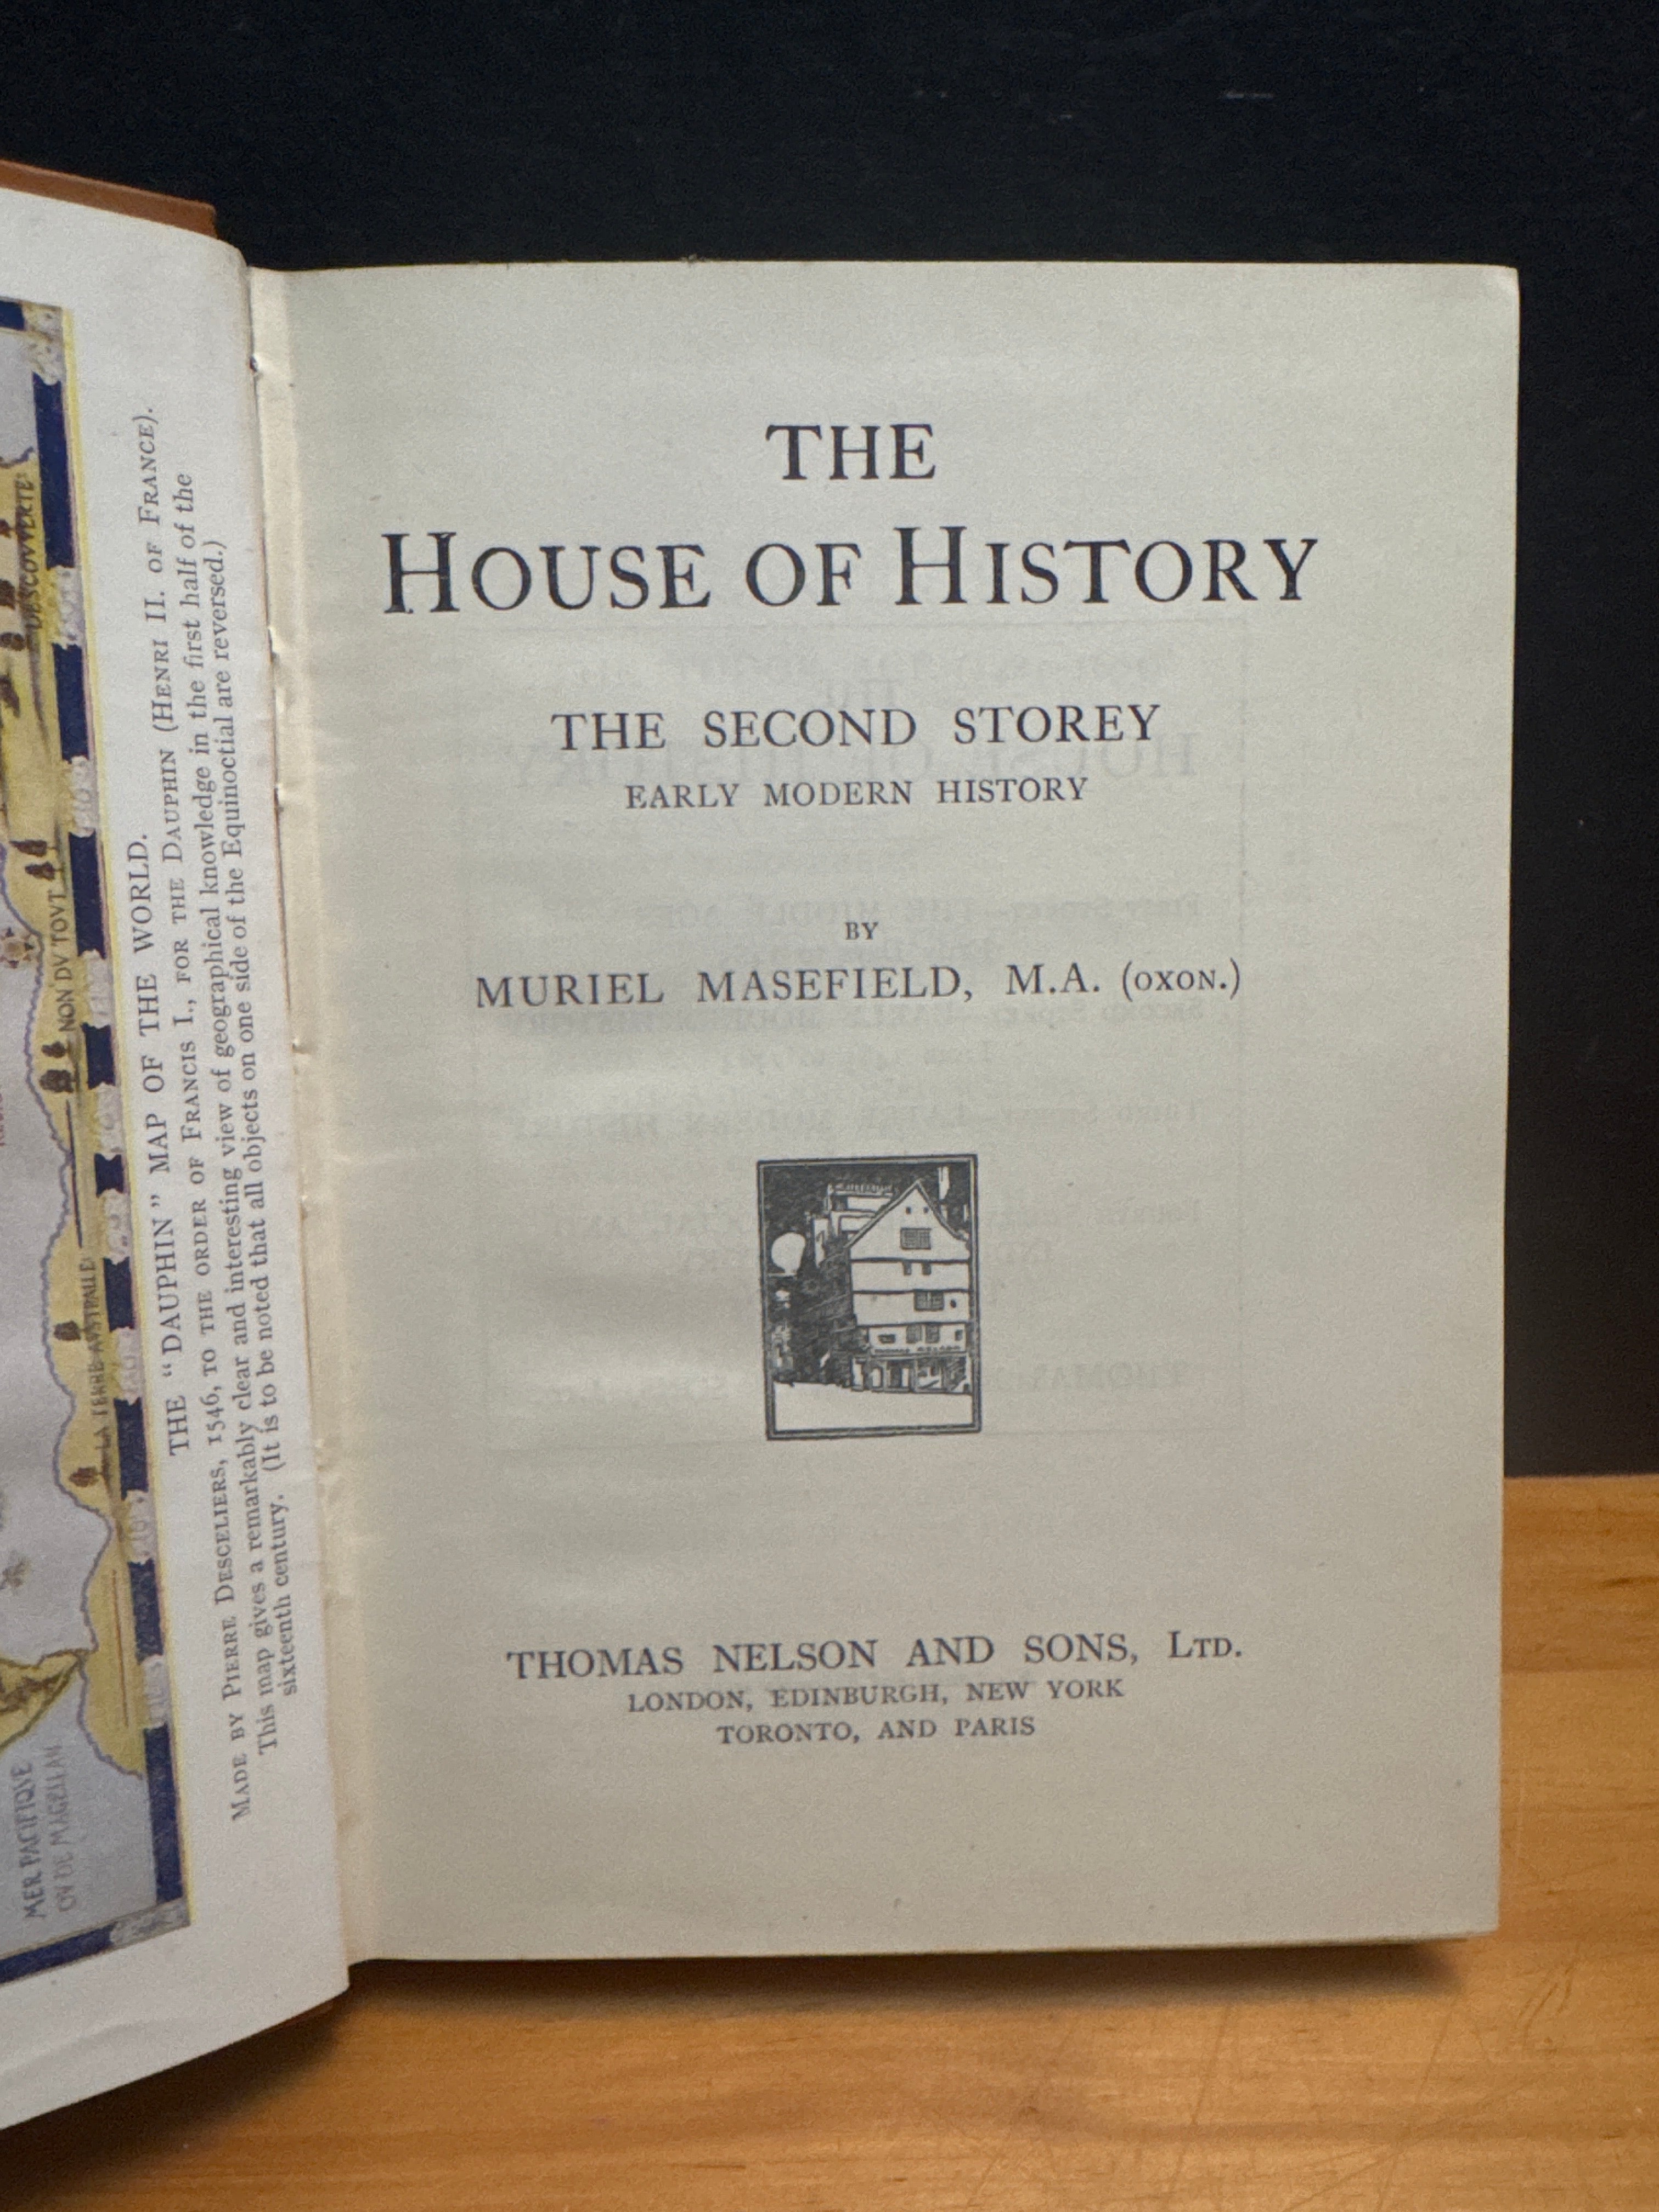 DESCOVVERTE
NON DV TOVT
LA TERRE AVSTRALLE
MER PACIFIQUE
OV DE MAGELLAN
THE “DAUPHIN” MAP OF THE WORLD.
MADE BY PIERRE DESCELIERS, 1546, TO THE ORDER OF FRANCIS I., FOR THE DAUPHIN (HENRI II. OF FRANCE).
This map gives a remarkably clear and interesting view of geographical knowledge in the first half of the
sixteenth century. (It is to be noted that all objects on one side of the Equinoctial are reversed.)
THE
HOUSE OF HISTORY
THE SECOND STOREY
EARLY MODERN HISTORY
BY
MURIEL MASEFIELD, M.A. (OXON.)
THOMAS NELSON AND SONS, LTD.
LONDON, EDINBURGH, NEW YORK
TORONTO, AND PARIS